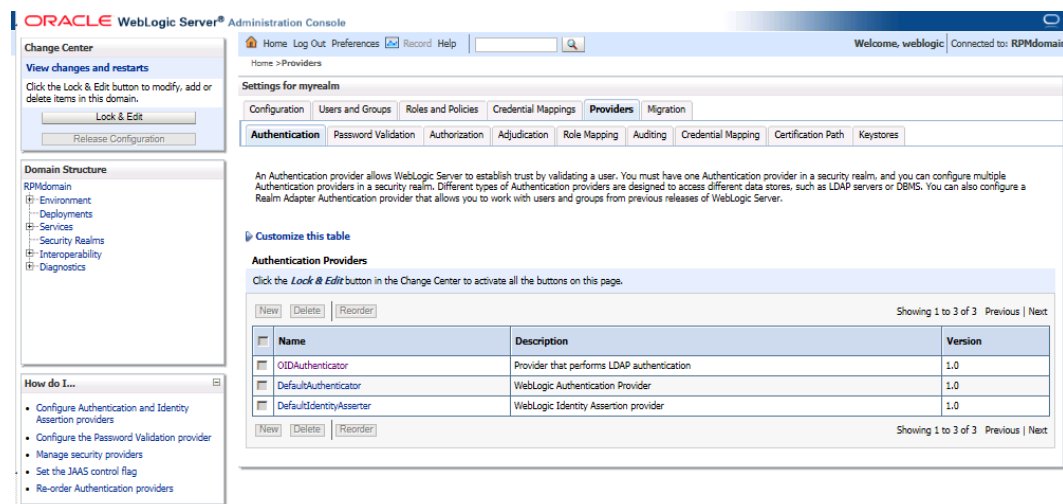 ORACLE WebLogic Server® Administration Console
Change Center
View changes and restarts
Click the Lock & Edit button to modify, add or
delete items in this domain.
Lock & Edit
Release Configuration
Domain Structure
RPMdomain
Environment
Deployments
Services
Security Realms
Interoperability
Diagnostics
How do I...
Configure Authentication and Identity
Assertion providers
Configure the Password Validation provider
Manage security providers
Set the JAAS control flag
Re-order Authentication providers
Home Log Out Preferences Record Help
Welcome, weblogic Connected to: RPMdomain
Home >Providers
Settings for myrealm
Configuration Users and Groups Roles and Policies Credential Mappings Providers Migration
Authentication Password Validation Authorization Adjudication Role Mapping Auditing Credential Mapping Certification Path Keystores
An Authentication provider allows WebLogic Server to establish trust by validating a user. You must have one Authentication provider in a security realm, and you can configure multiple
Authentication providers in a security realm. Different types of Authentication providers are designed to access different data stores, such as LDAP servers or DBMS. You can also configure a
Realm Adapter Authentication provider that allows you to work with users and groups from previous releases of WebLogic Server.
Customize this table
Authentication Providers
Click the Lock & Edit button in the Change Center to activate all the buttons on this page.
New Delete Reorder Showing 1 to 3 of 3 Previous | Next
Name Description Version
OIDAuthenticator Provider that performs LDAP authentication 1.0
DefaultAuthenticator WebLogic Authentication Provider 1.0
DefaultIdentityAsserter WebLogic Identity Assertion provider 1.0
New Delete Reorder Showing 1 to 3 of 3 Previous | Next